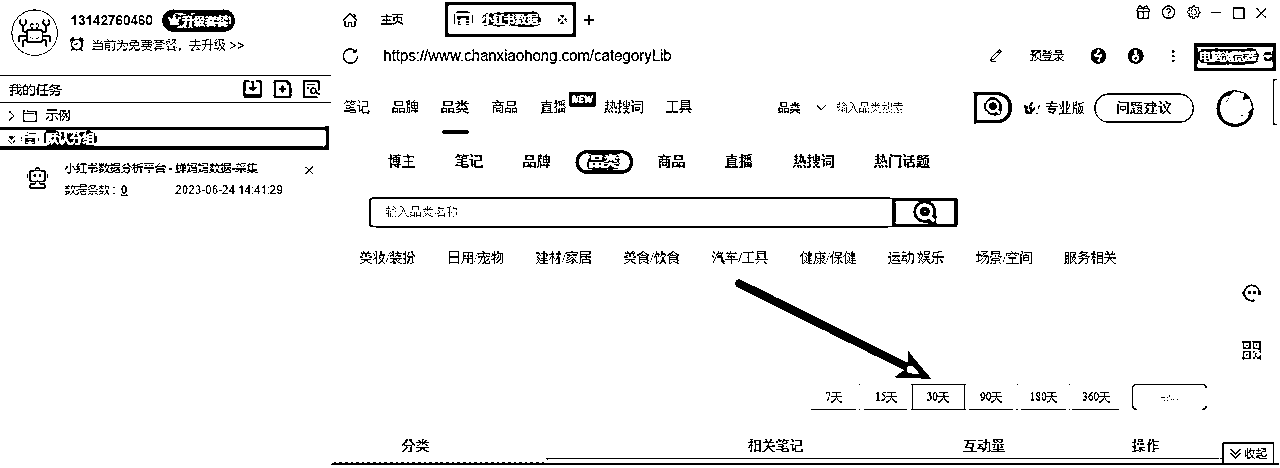 13142760460 升级套餐
当前为免费套餐，去升级 >>
我的任务
示例
默认分组
小红书数据分析平台 - 蝉妈妈数据-采集
数据条数：0 2023-06-24 14:41:29
主页 小红书数据
https://www.chanxiaohong.com/categoryLib 预登录 电脑浏览器
笔记 品牌 品类 商品 直播 NEW 热搜词 工具 品类 输入品类搜索 专业版 问题建议
博主 笔记 品牌 品类 商品 直播 热搜词 热门话题
输入品类名称
美妆/装扮 日用/宠物 建材/家居 美食/饮食 汽车/工具 健康/保健 运动/娱乐 场景/空间 服务相关
7天 15天 30天 90天 180天 360天
分类 相关笔记 互动量 操作
收起